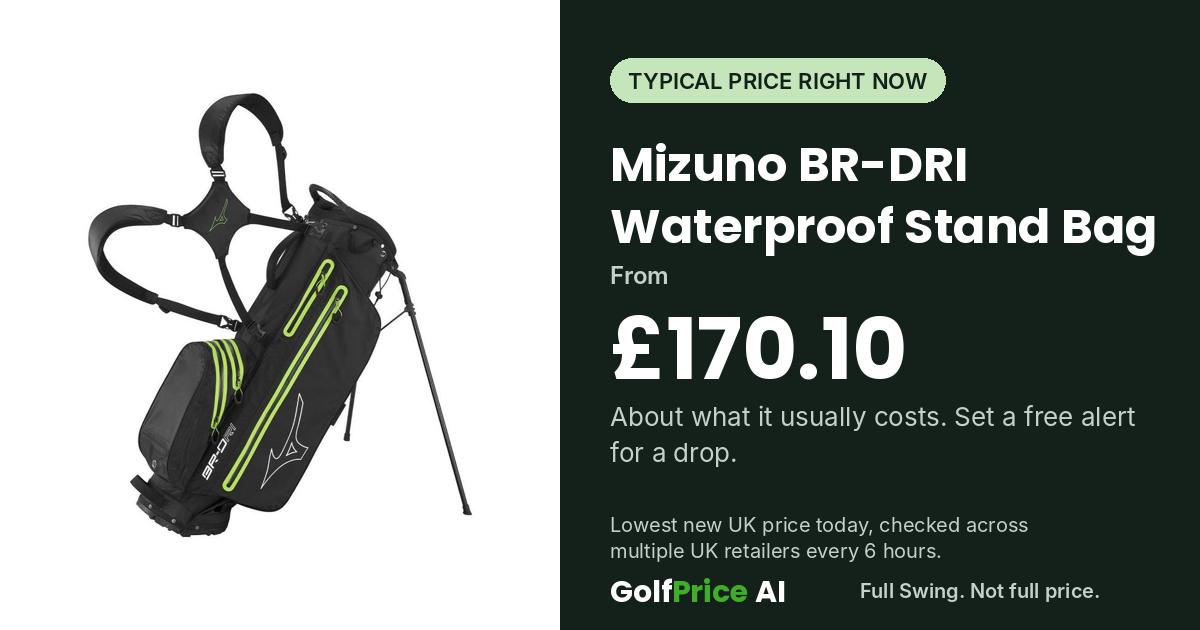 TYPICAL PRICE RIGHT NOW
Mizuno BR-DRI
Waterproof Stand Bag
From
£170.10
About what it usually costs. Set a free alert
for a drop.
Lowest new UK price today, checked across
multiple UK retailers every 6 hours.
GolfPrice AI
Full Swing. Not full price.
BR-DRI